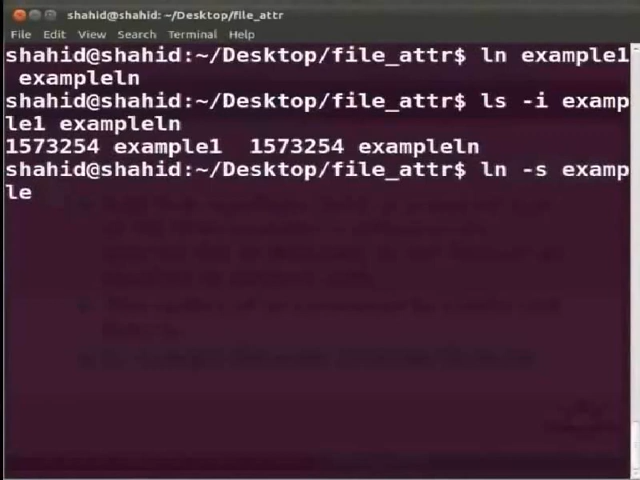 shahid@shahid: ~/Desktop/file_attr
File Edit View Search Terminal Help
shahid@shahid:~/Desktop/file_attr$ ln example1
exampleln
shahid@shahid:~/Desktop/file_attr$ ls -i examp
le1 exampleln
1573254 example1  1573254 exampleln
shahid@shahid:~/Desktop/file_attr$ ln -s examp
le